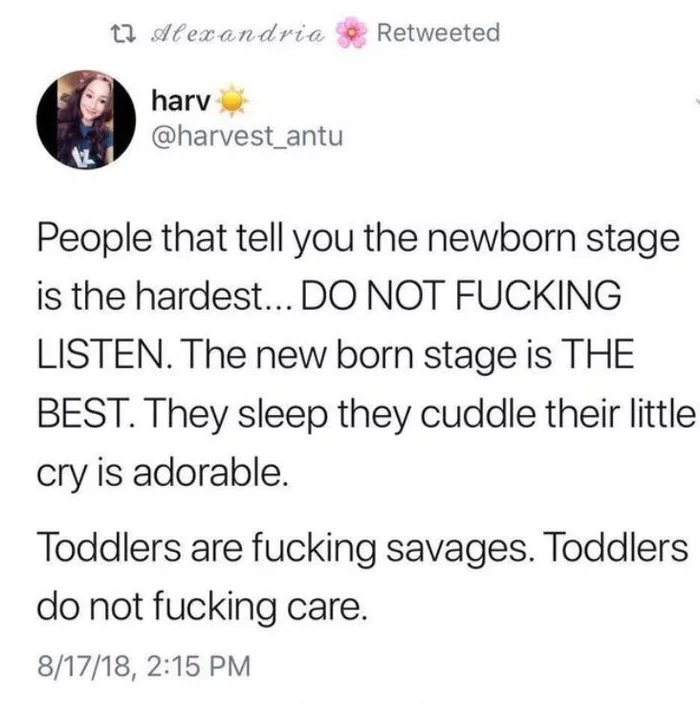 Alexandria 🌸 Retweeted
harv☀️
@harvest_antu
People that tell you the newborn stage
is the hardest... DO NOT FUCKING
LISTEN. The new born stage is THE
BEST. They sleep they cuddle their little
cry is adorable.
Toddlers are fucking savages. Toddlers
do not fucking care.
8/17/18, 2:15 PM